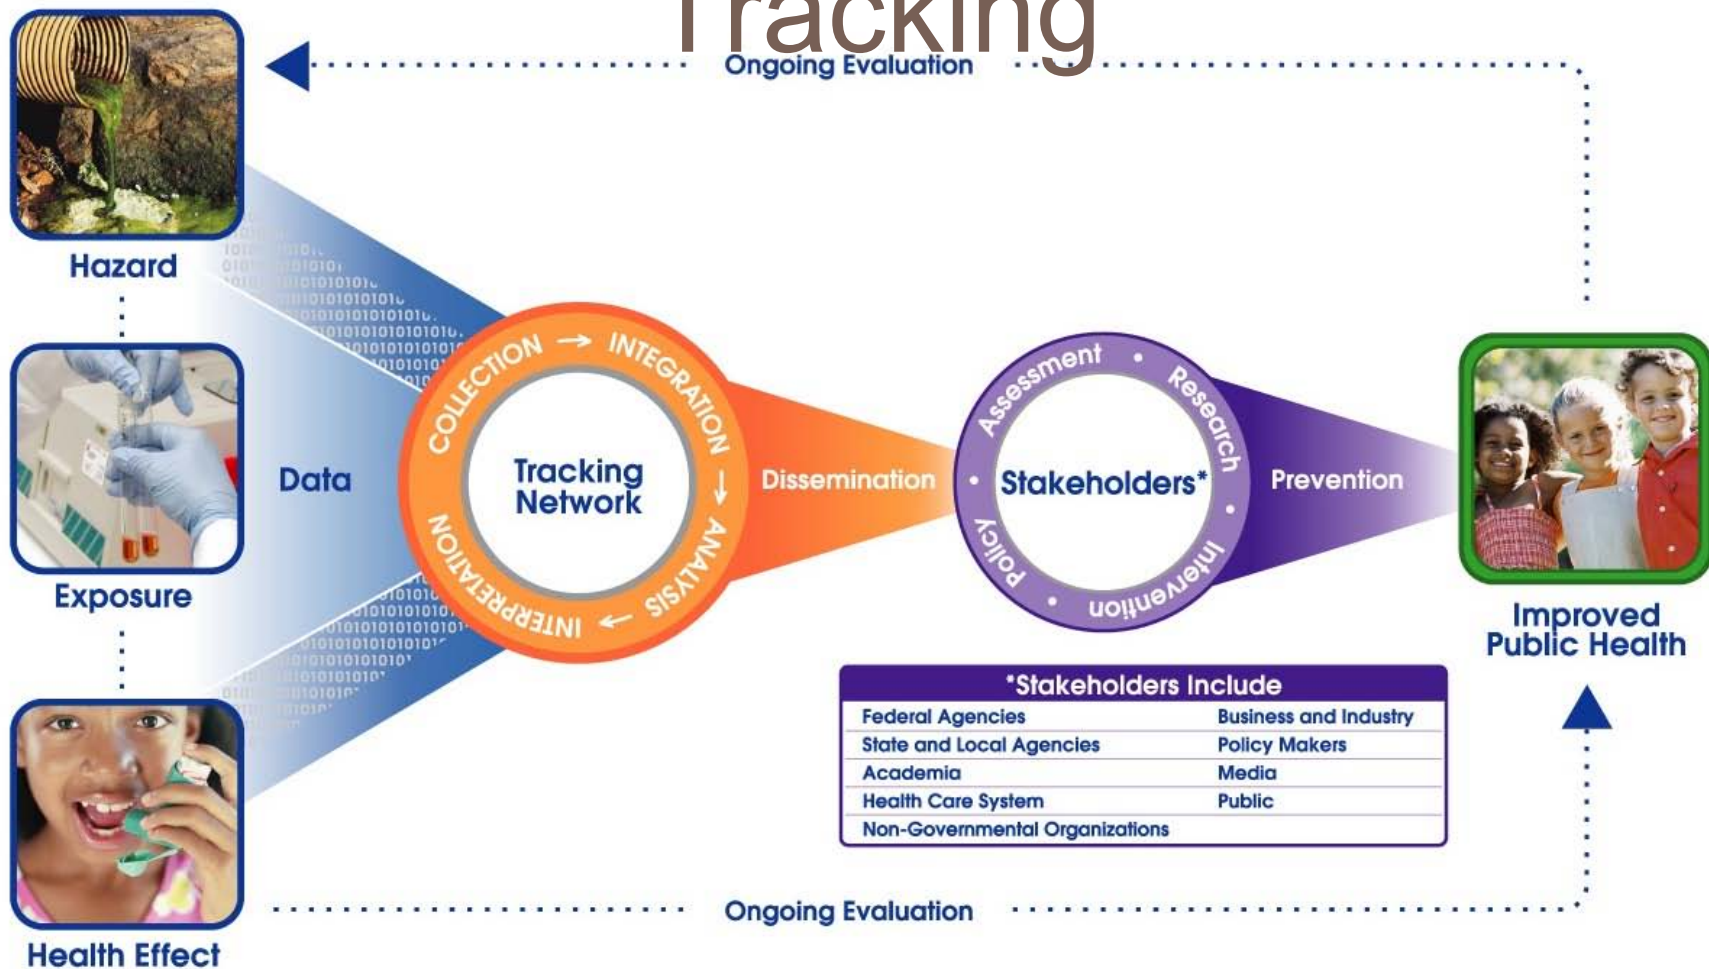 Tracking
Ongoing Evaluation
Hazard
Exposure
Health Effect
Data
COLLECTION → INTEGRATION → ANALYSIS → INTERPRETATION
Tracking
Network
Dissemination
Assessment • Research • Intervention • Policy •
Stakeholders*
Prevention
Improved
Public Health
*Stakeholders Include
Federal Agencies
Business and Industry
State and Local Agencies
Policy Makers
Academia
Media
Health Care System
Public
Non-Governmental Organizations
Ongoing Evaluation